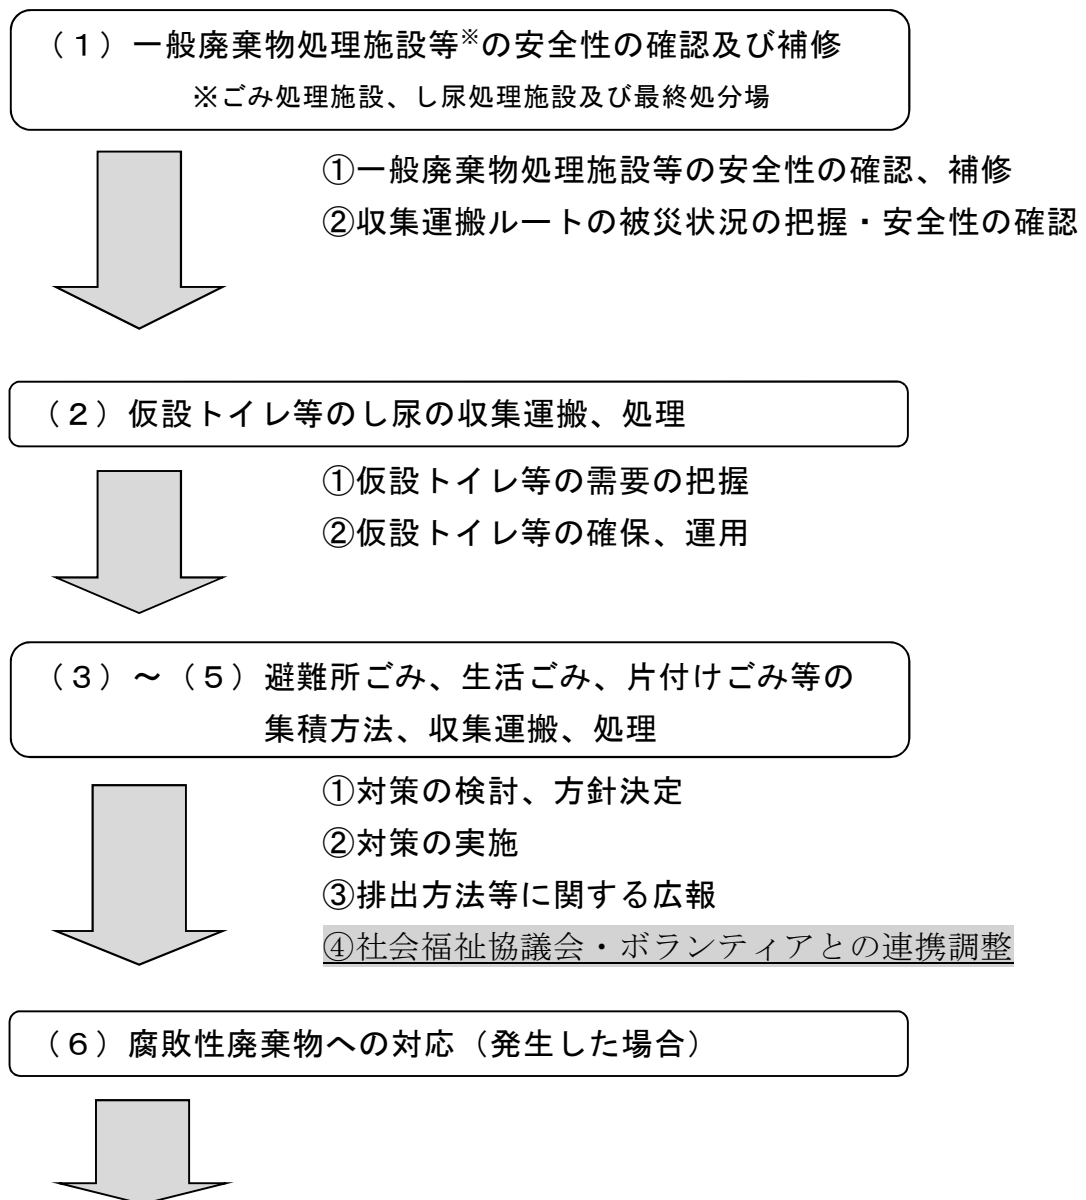 （１）一般廃棄物処理施設等※の安全性の確認及び補修
※ごみ処理施設、し尿処理施設及び最終処分場
①一般廃棄物処理施設等の安全性の確認、補修
②収集運搬ルートの被災状況の把握・安全性の確認
（２）仮設トイレ等のし尿の収集運搬、処理
①仮設トイレ等の需要の把握
②仮設トイレ等の確保、運用
（３）～（５）避難所ごみ、生活ごみ、片付けごみ等の
集積方法、収集運搬、処理
①対策の検討、方針決定
②対策の実施
③排出方法等に関する広報
④社会福祉協議会・ボランティアとの連携調整
（６）腐敗性廃棄物への対応（発生した場合）